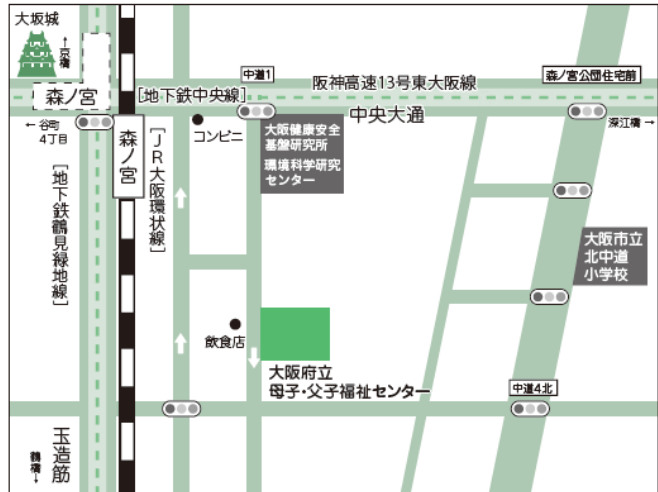 大坂城
←京橋
中道1
阪神高速13号東大阪線
森ノ宮公団住宅前
森ノ宮
[地下鉄中央線]
中央大通
← 谷町
4丁目
深江橋 →
森ノ宮
[JR大阪環状線]
コンビニ
大阪健康安全
基盤研究所
環境科学研究
センター
[地下鉄鶴見緑地線]
大阪市立
北中道
小学校
飲食店
大阪府立
母子・父子福祉センター
中道4北
玉造筋
鶴橋→